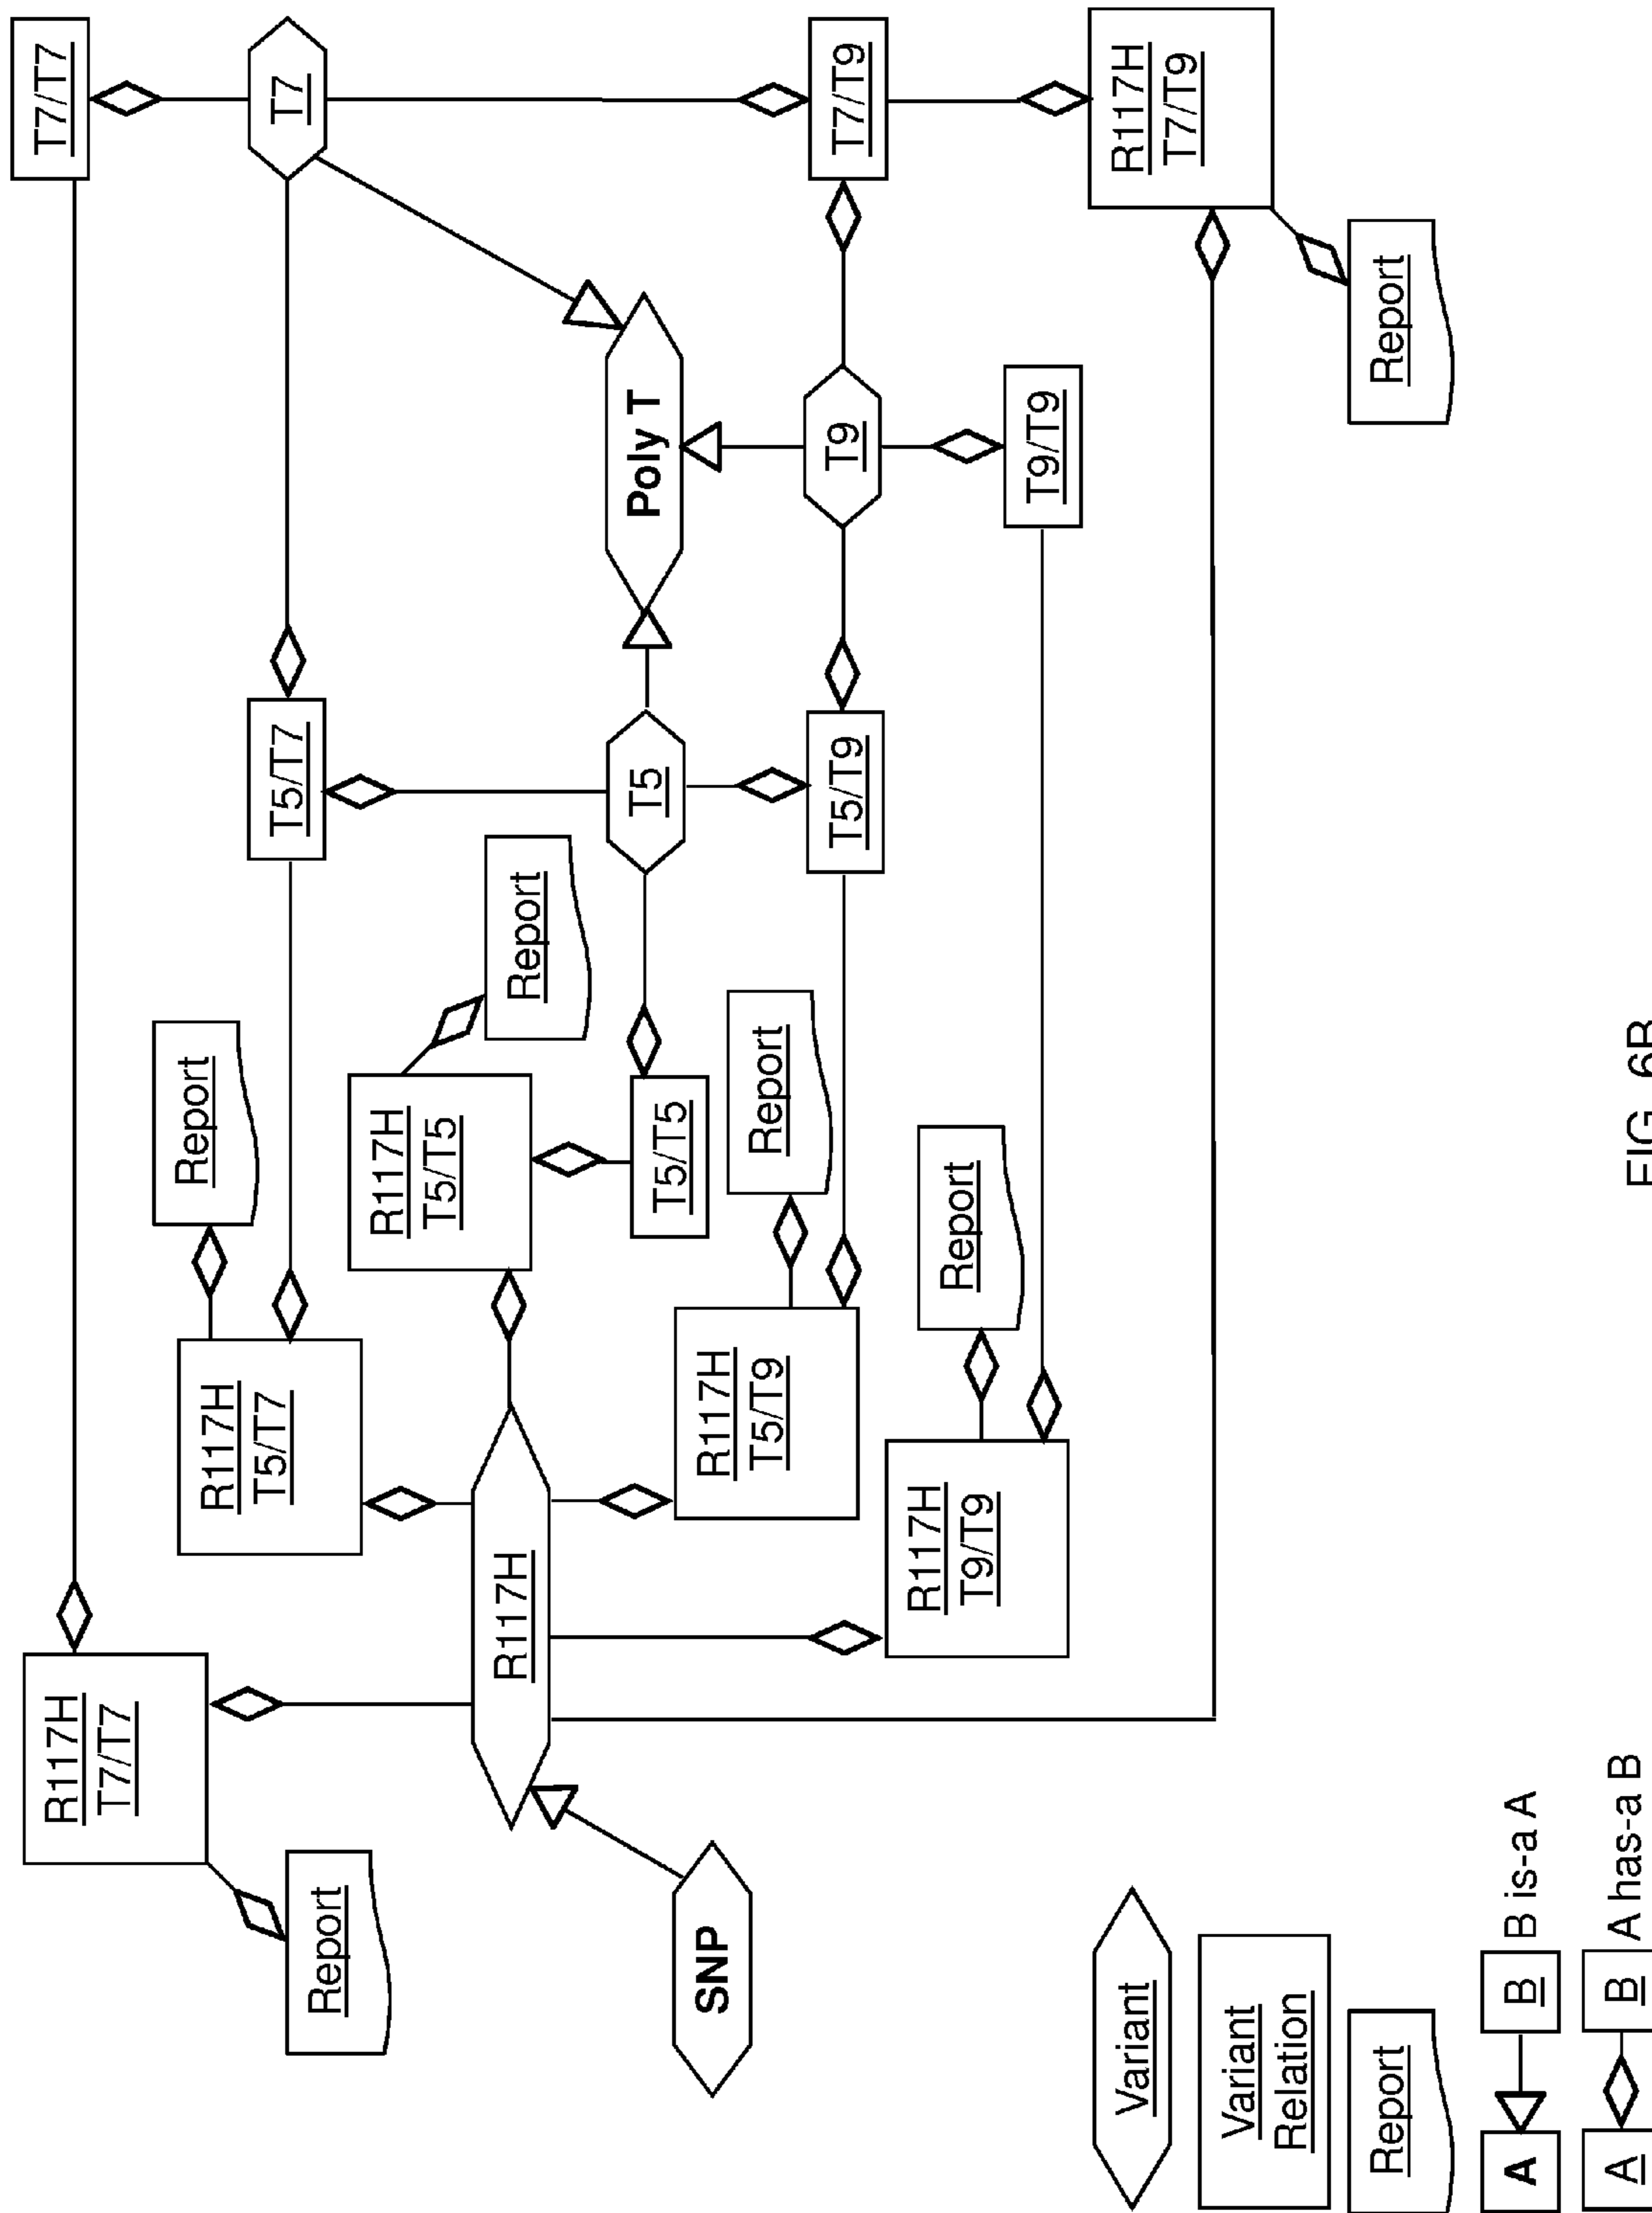 R117H
T7/T7
T7/T7
Report
R117H
T5/T7
T5/T7
T7
Report
R117H
T5/T5
R117H
Report
T5
Poly T
T5/T5
SNP
R117H
T5/T9
Report
T5/T9
T9
T7/T9
R117H
T9/T9
Report
T9/T9
Variant
R117H
T7/T9
Variant
Relation
Report
Report
A B B is-a A
A B A has-a B
FIG. 6B